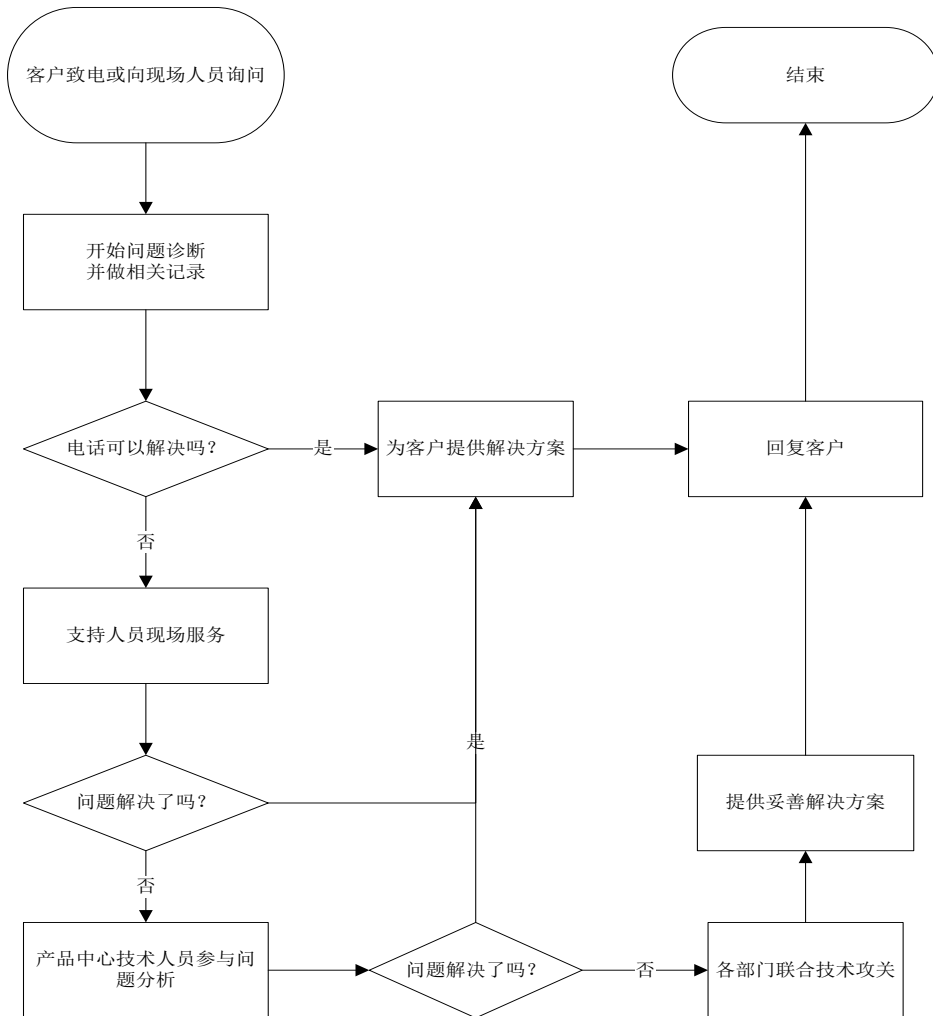 客户致电或向现场人员询问
结束
开始问题诊断
并做相关记录
电话可以解决吗？
是
为客户提供解决方案
回复客户
否
支持人员现场服务
是
问题解决了吗？
提供妥善解决方案
否
产品中心技术人员参与问
题分析
问题解决了吗？
否
各部门联合技术攻关